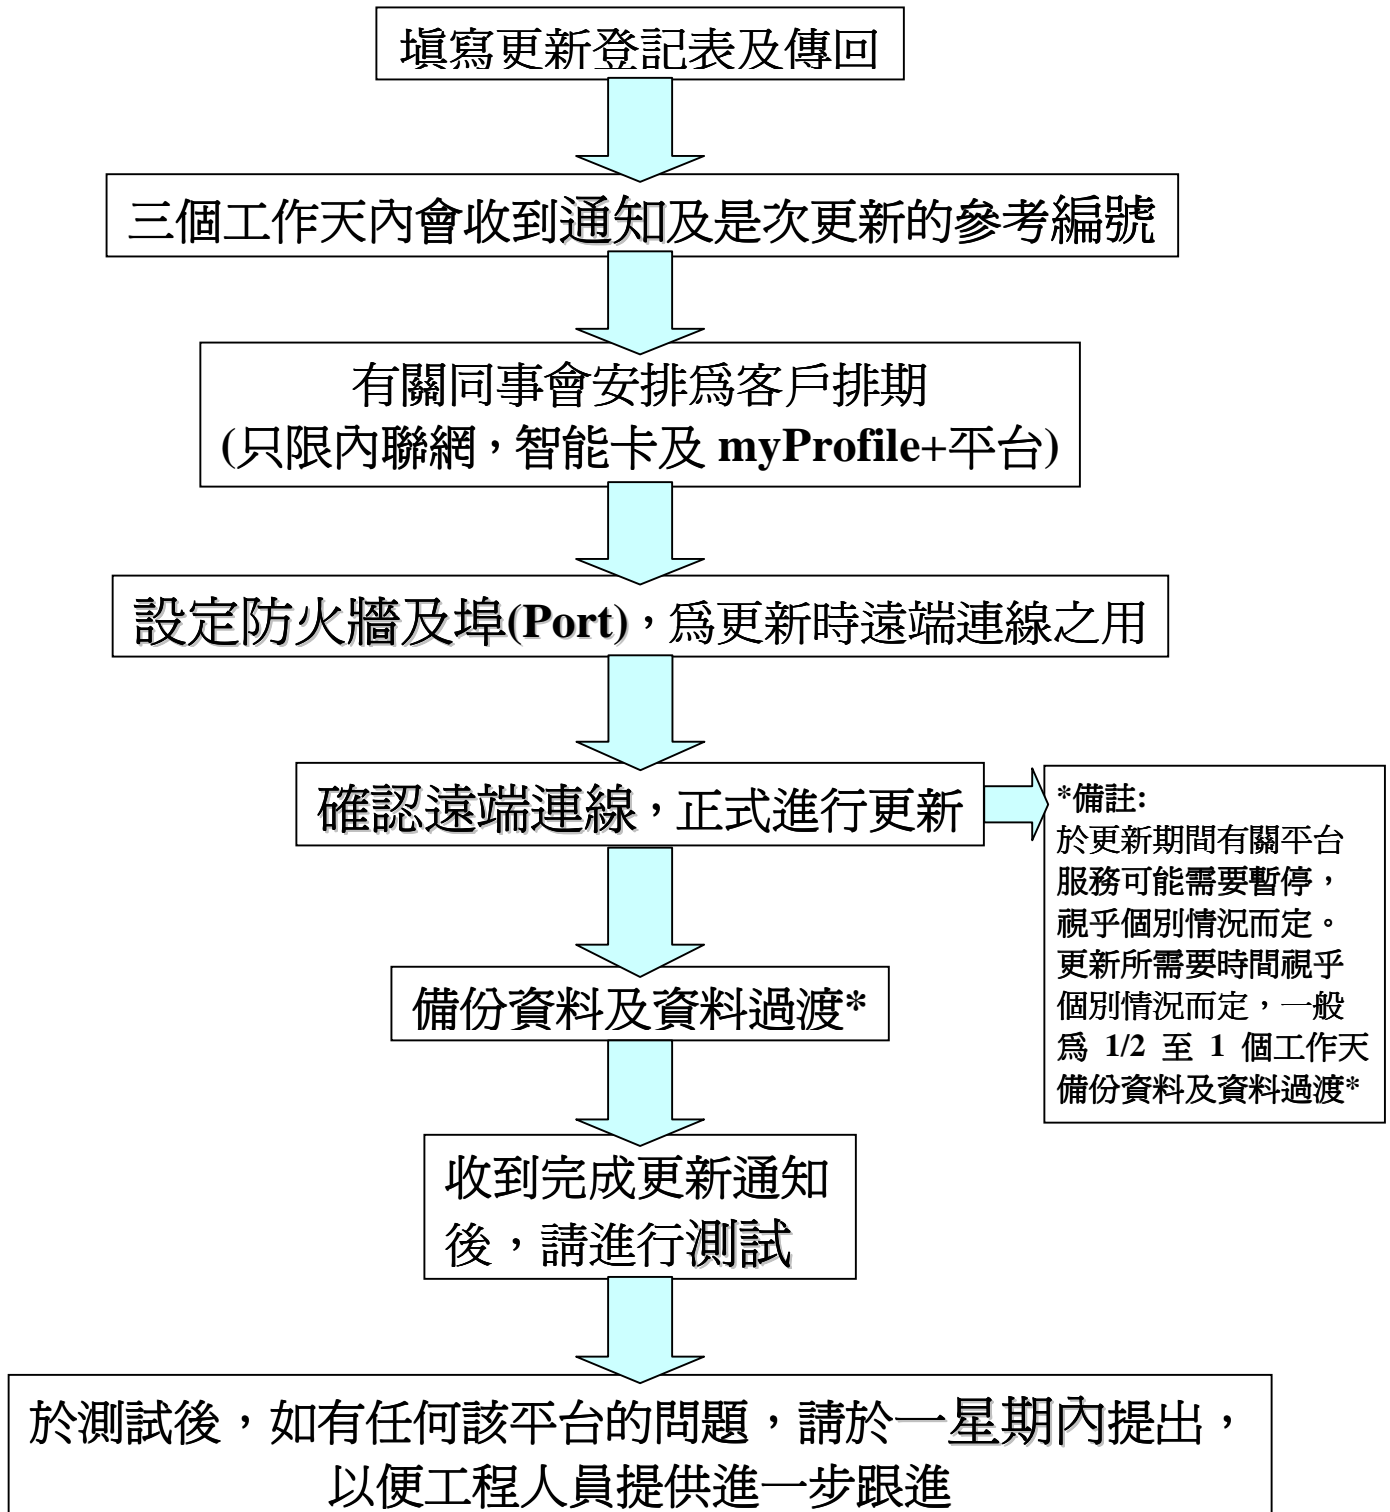 填寫更新登記表及傳回
三個工作天內會收到通知及是次更新的參考編號
有關同事會安排為客戶排期
(只限內聯網，智能卡及 myProfile+平台)
設定防火牆及埠(Port)，為更新時遠端連線之用
確認遠端連線，正式進行更新
*備註:
於更新期間有關平台
服務可能需要暫停，
視乎個別情況而定。
更新所需要時間視乎
個別情況而定，一般
為 1/2 至 1 個工作天
備份資料及資料過渡*
備份資料及資料過渡*
收到完成更新通知
後，請進行測試
於測試後，如有任何該平台的問題，請於一星期內提出，
以便工程人員提供進一步跟進